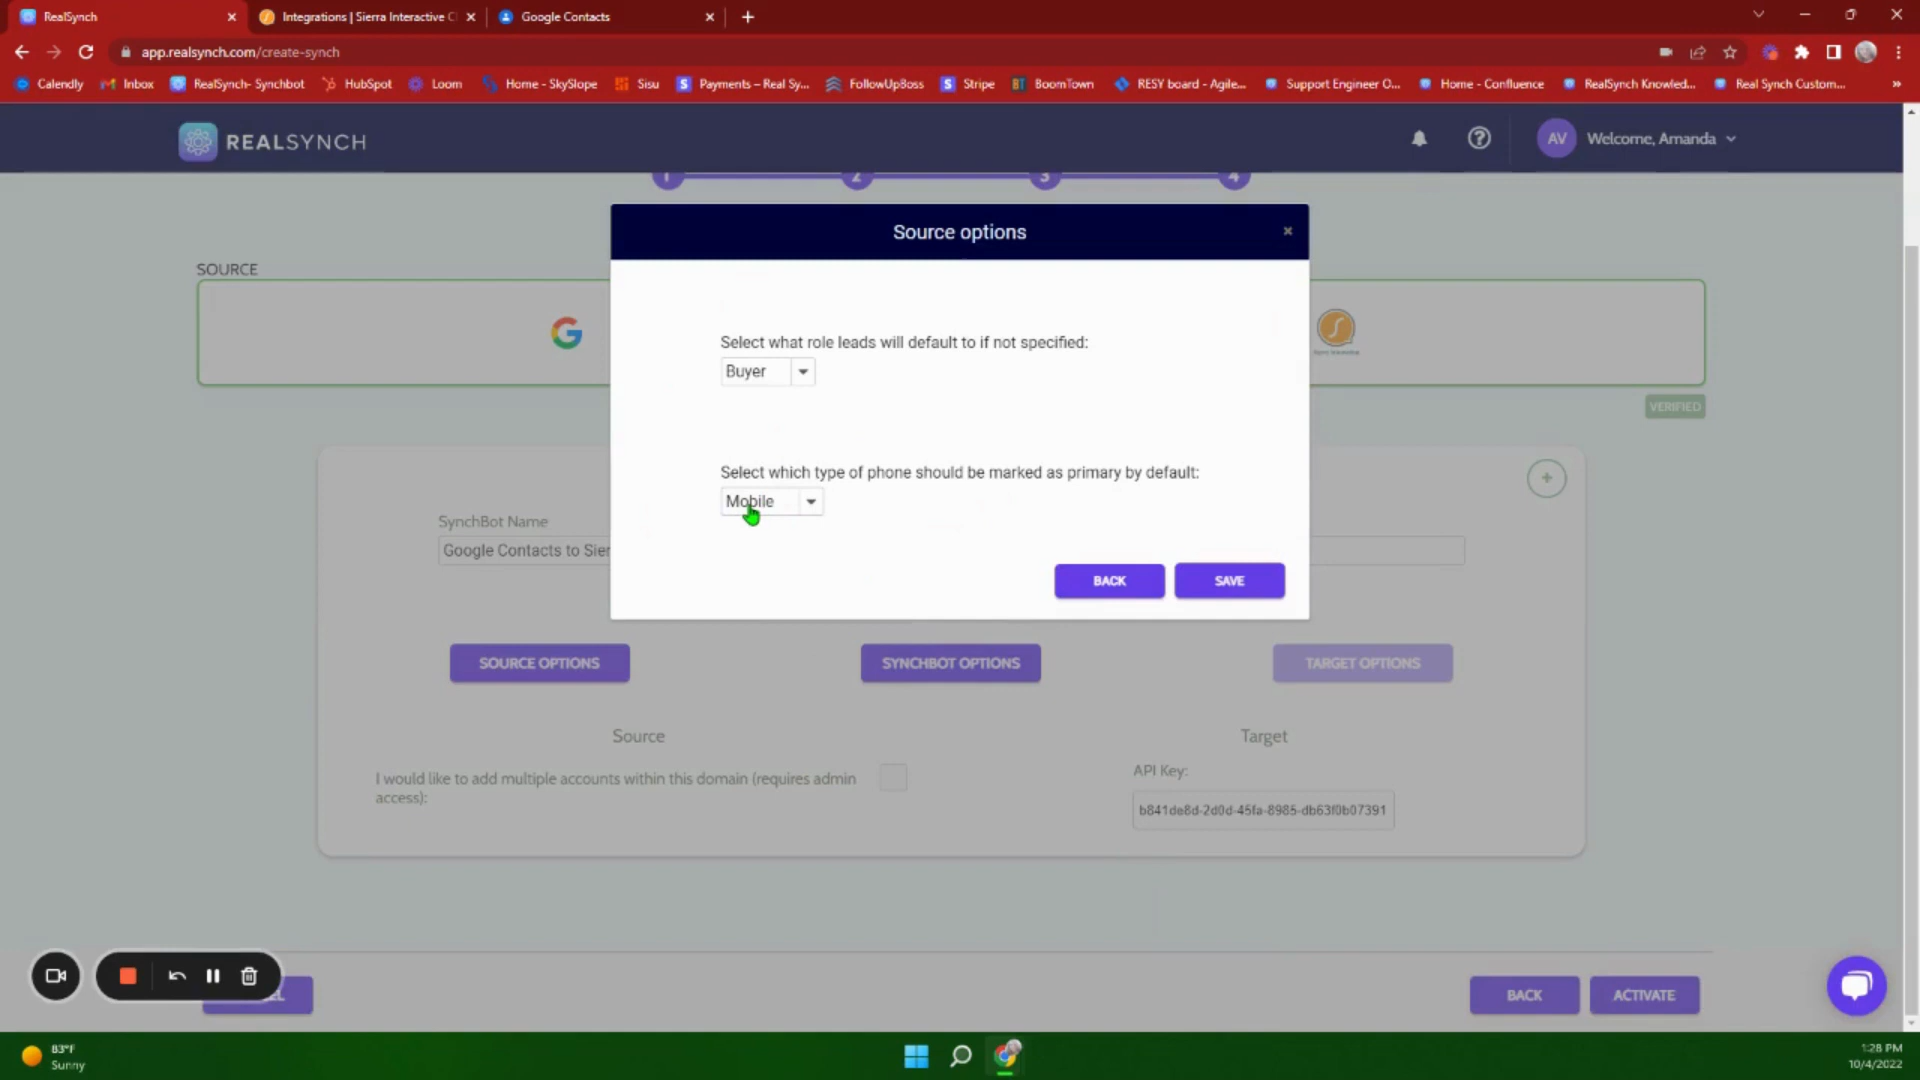 RealSynch
Integrations | Sierra Interactive C
Google Contacts
app.realsynch.com/create-synch
Calendly
Inbox
RealSynch- Synchbot
HubSpot
Loom
Home - SkySlope
Sisu
Payments – Real Sy...
FollowUpBoss
Stripe
BoomTown
RESY board - Agile...
Support Engineer O...
Home - Confluence
RealSynch Knowled...
Real Synch Custom...
»
REALSYNCH
AV
Welcome, Amanda
1 2 3 4
Source options
SOURCE
Select what role leads will default to if not specified:
Buyer
VERIFIED
Select which type of phone should be marked as primary by default:
Mobile
SynchBot Name
Google Contacts to Sier
BACK
SAVE
SOURCE OPTIONS
SYNCHBOT OPTIONS
TARGET OPTIONS
Source
Target
I would like to add multiple accounts within this domain (requires admin
access):
API Key:
b841de8d-2d0d-45fa-8985-db63f0b07391
BACK
ACTIVATE
83°F
Sunny
1:28 PM
10/4/2022